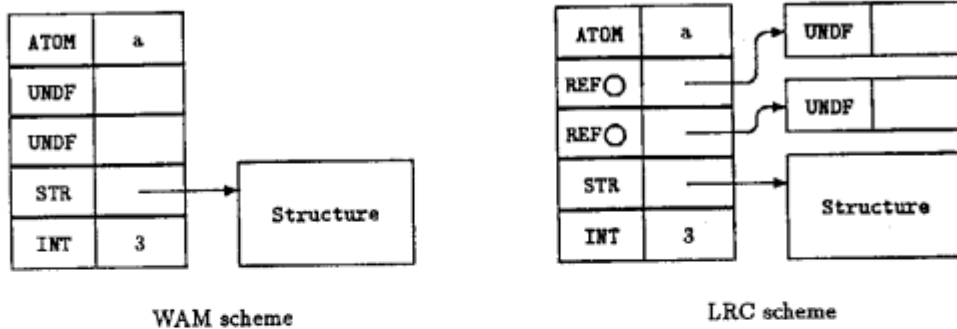 ATOM a
UNDF
UNDF
STR
INT 3
Structure
WAM scheme
ATOM a
REF○
REF○
STR
INT 3
UNDF
UNDF
Structure
LRC scheme